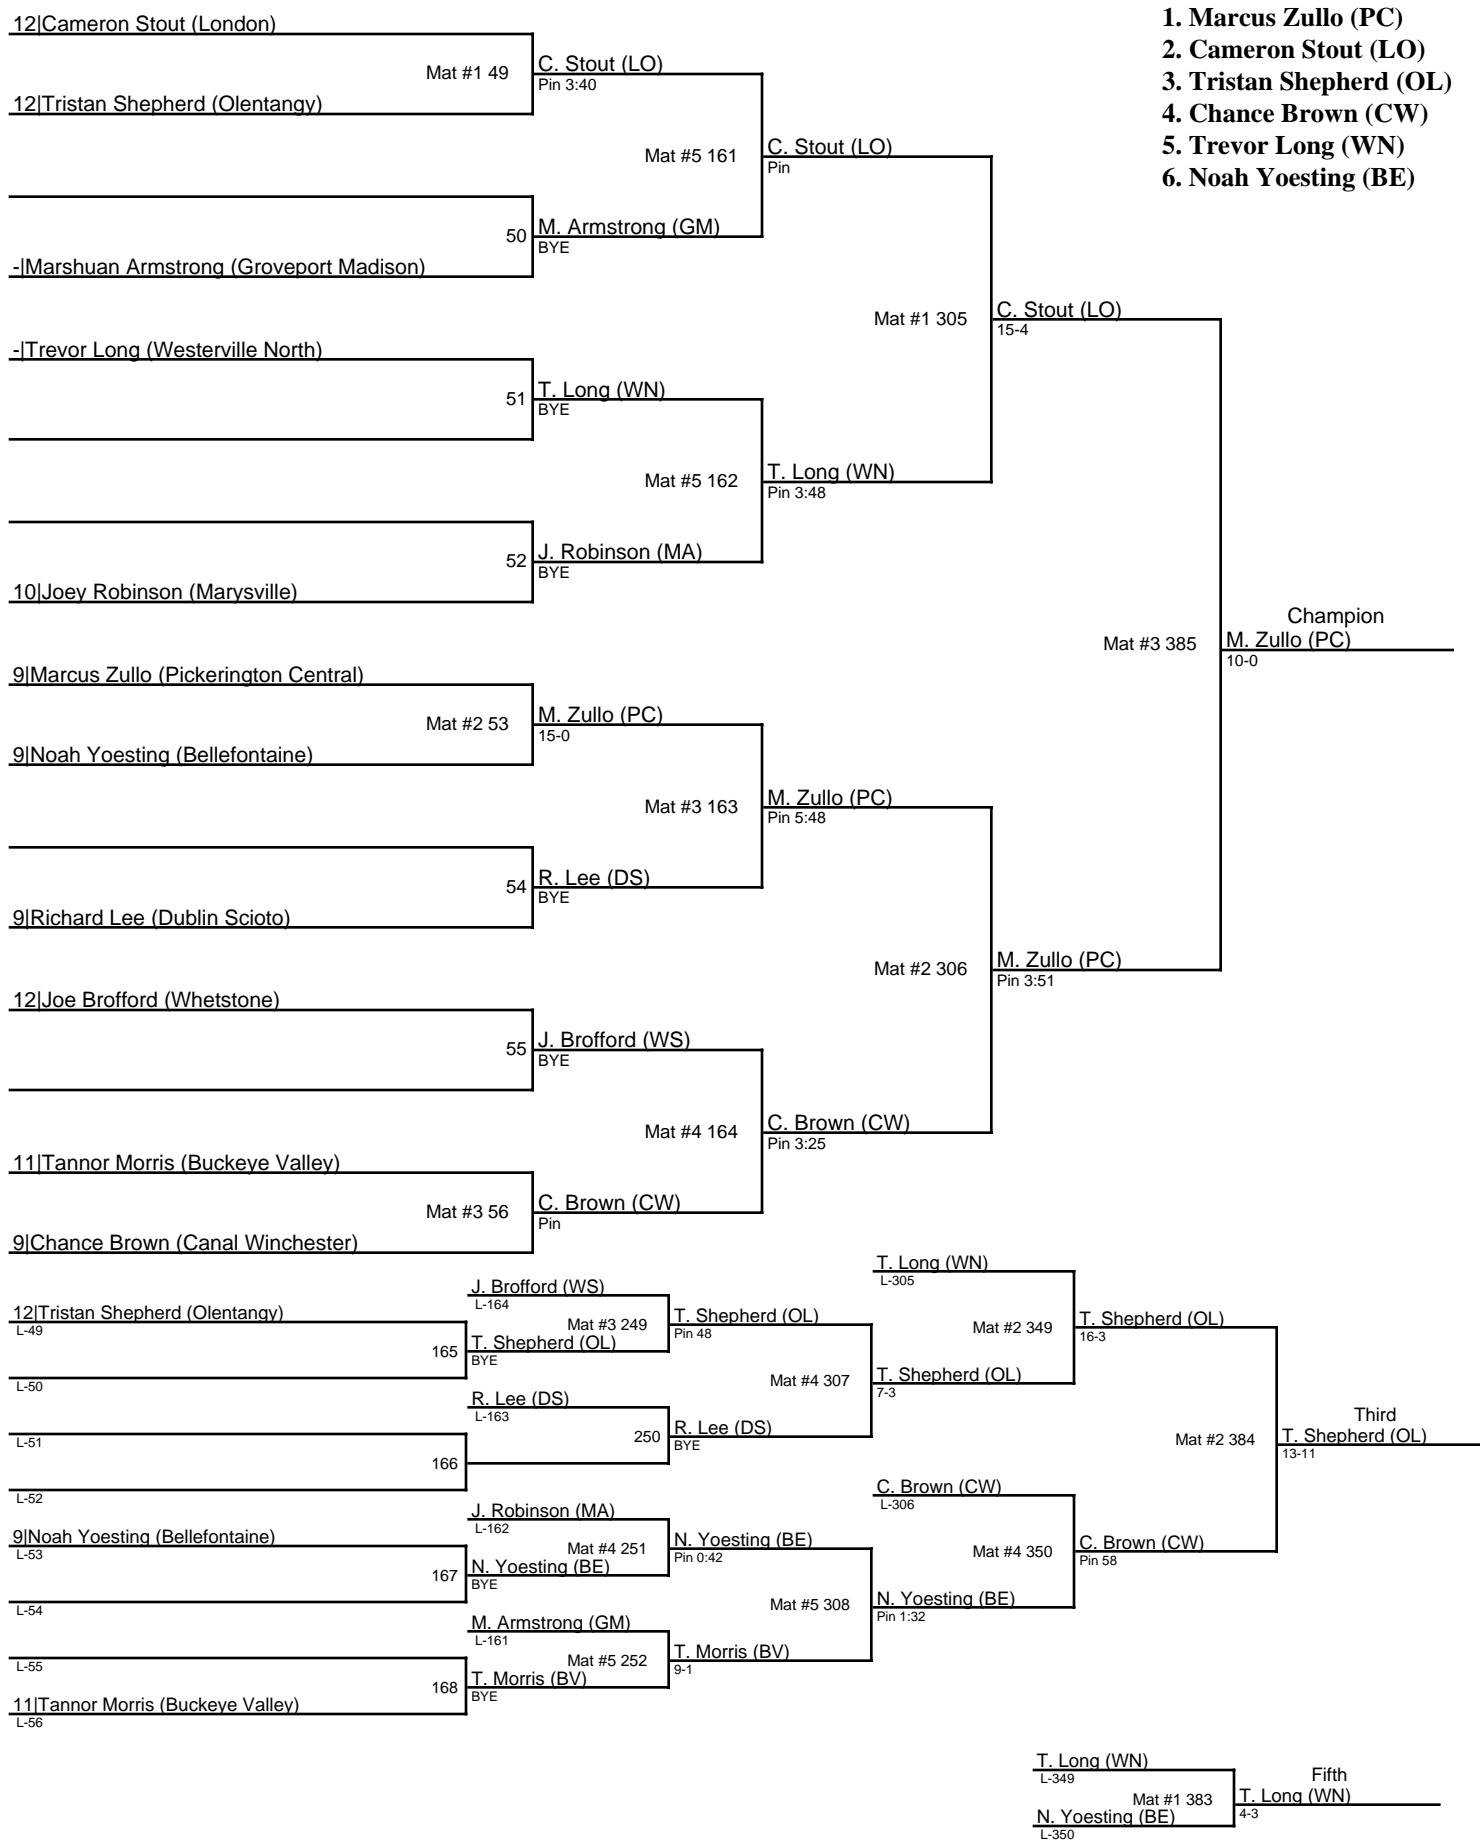 1. Marcus Zullo (PC)
2. Cameron Stout (LO)
3. Tristan Shepherd (OL)
4. Chance Brown (CW)
5. Trevor Long (WN)
6. Noah Yoesting (BE)
12|Cameron Stout (London)
Mat #1 49
C. Stout (LO)
Pin 3:40
12|Tristan Shepherd (Olentangy)
Mat #5 161
C. Stout (LO)
Pin
50
M. Armstrong (GM)
BYE
-|Marshuan Armstrong (Groveport Madison)
Mat #1 305
C. Stout (LO)
15-4
-|Trevor Long (Westerville North)
51
T. Long (WN)
BYE
Mat #5 162
T. Long (WN)
Pin 3:48
52
J. Robinson (MA)
BYE
10|Joey Robinson (Marysville)
Champion
Mat #3 385
M. Zullo (PC)
10-0
9|Marcus Zullo (Pickerington Central)
Mat #2 53
M. Zullo (PC)
15-0
9|Noah Yoesting (Bellefontaine)
Mat #3 163
M. Zullo (PC)
Pin 5:48
54
R. Lee (DS)
BYE
9|Richard Lee (Dublin Scioto)
Mat #2 306
M. Zullo (PC)
Pin 3:51
12|Joe Brofford (Whetstone)
55
J. Brofford (WS)
BYE
Mat #4 164
C. Brown (CW)
Pin 3:25
11|Tannor Morris (Buckeye Valley)
Mat #3 56
C. Brown (CW)
Pin
9|Chance Brown (Canal Winchester)
J. Brofford (WS)
L-164
12|Tristan Shepherd (Olentangy)
L-49
Mat #3 249
T. Shepherd (OL)
Pin 48
165
T. Shepherd (OL)
BYE
L-50
T. Long (WN)
L-305
Mat #2 349
T. Shepherd (OL)
16-3
Mat #4 307
T. Shepherd (OL)
7-3
R. Lee (DS)
L-163
250
R. Lee (DS)
BYE
L-51
166
L-52
Third
Mat #2 384
T. Shepherd (OL)
13-11
J. Robinson (MA)
L-162
9|Noah Yoesting (Bellefontaine)
L-53
Mat #4 251
N. Yoesting (BE)
Pin 0:42
167
N. Yoesting (BE)
BYE
L-54
C. Brown (CW)
L-306
Mat #4 350
C. Brown (CW)
Pin 58
Mat #5 308
N. Yoesting (BE)
Pin 1:32
M. Armstrong (GM)
L-161
L-55
Mat #5 252
T. Morris (BV)
9-1
168
T. Morris (BV)
BYE
11|Tannor Morris (Buckeye Valley)
L-56
T. Long (WN)
L-349
Fifth
Mat #1 383
T. Long (WN)
4-3
N. Yoesting (BE)
L-350